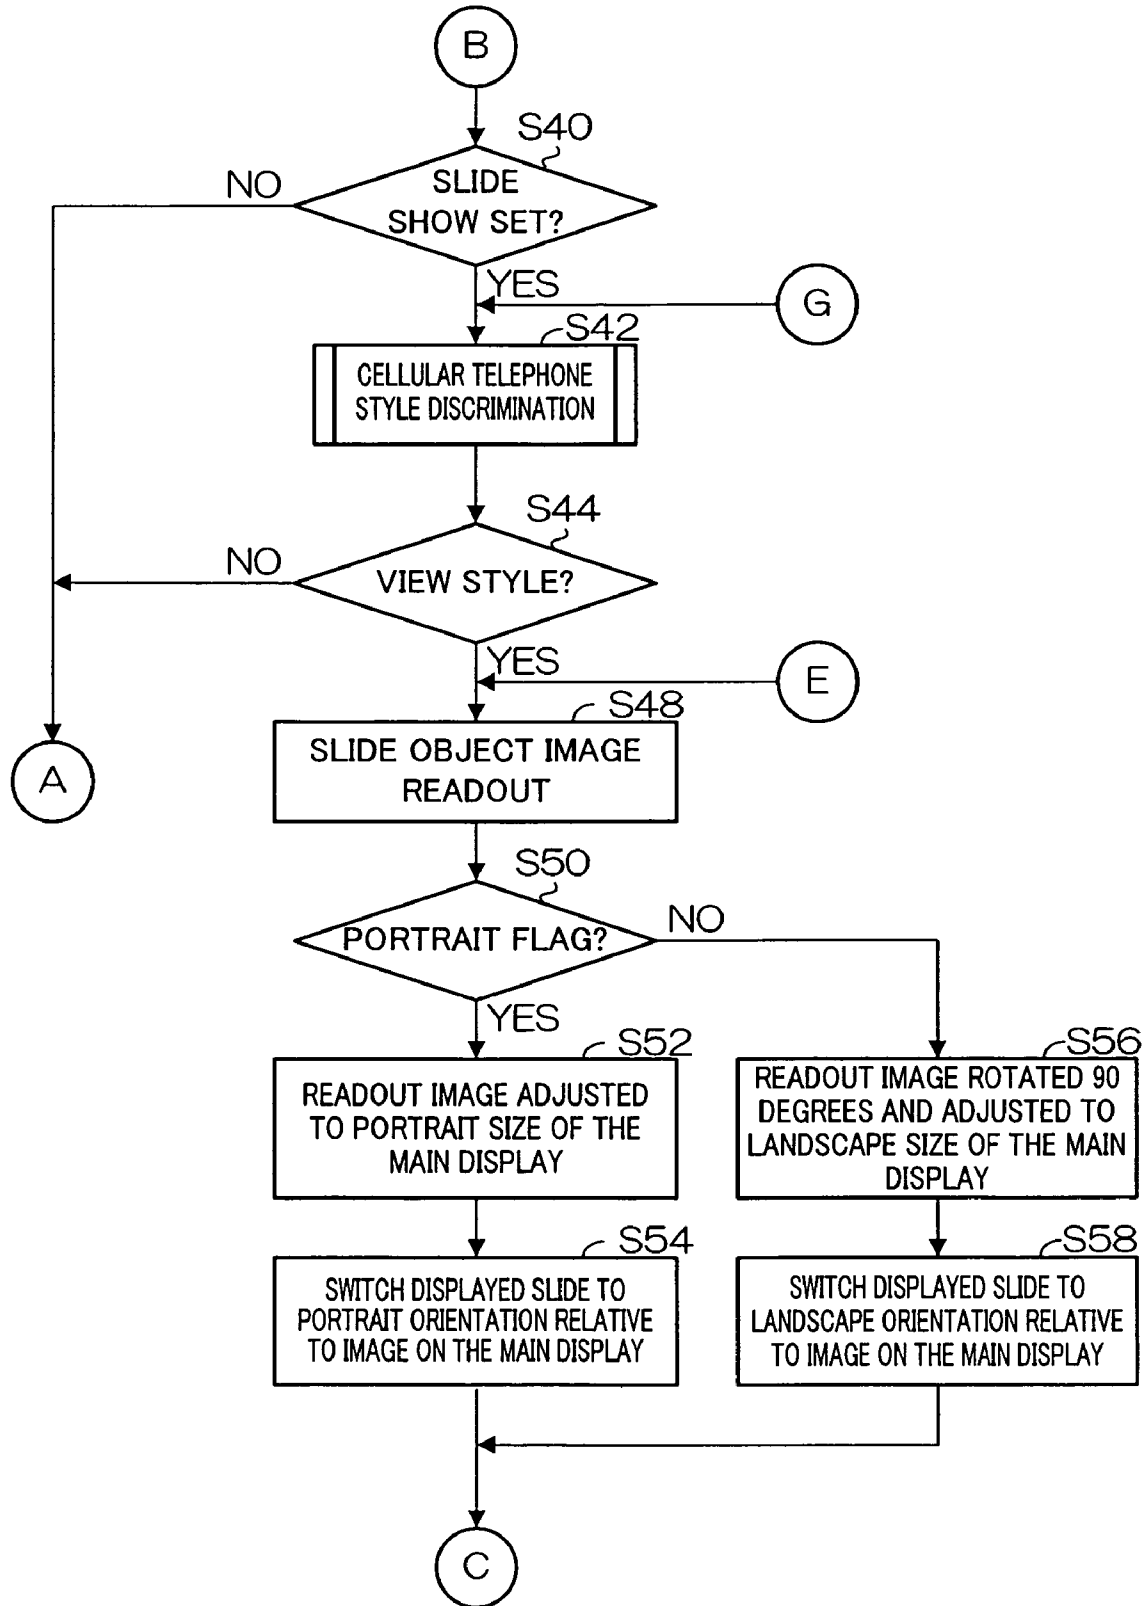 B
S40
NO
SLIDE
SHOW SET?
YES
G
S42
CELLULAR TELEPHONE
STYLE DISCRIMINATION
S44
NO
VIEW STYLE?
YES
E
S48
SLIDE OBJECT IMAGE
READOUT
A
S50
PORTRAIT FLAG?
NO
YES
S52
READOUT IMAGE ADJUSTED
TO PORTRAIT SIZE OF THE
MAIN DISPLAY
S56
READOUT IMAGE ROTATED 90
DEGREES AND ADJUSTED TO
LANDSCAPE SIZE OF THE MAIN
DISPLAY
S54
SWITCH DISPLAYED SLIDE TO
PORTRAIT ORIENTATION RELATIVE
TO IMAGE ON THE MAIN DISPLAY
S58
SWITCH DISPLAYED SLIDE TO
LANDSCAPE ORIENTATION RELATIVE
TO IMAGE ON THE MAIN DISPLAY
C